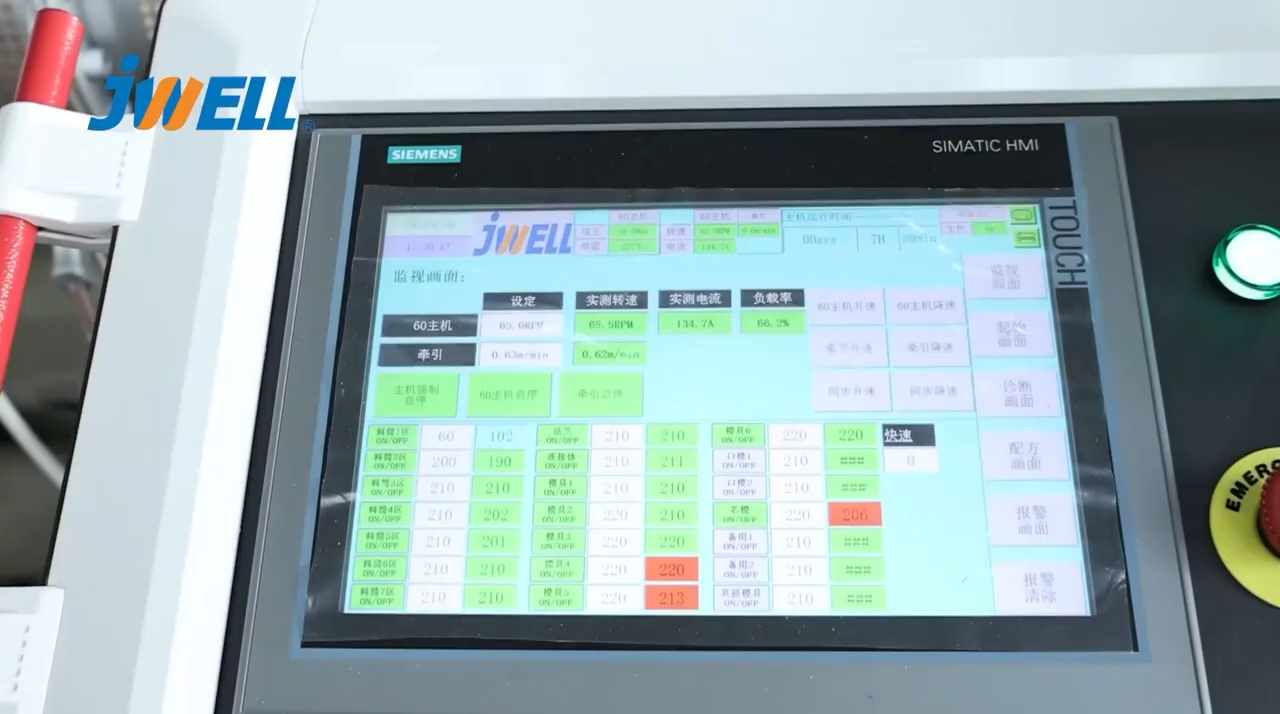 JWELL®
SIEMENS
SIMATIC HMI
TOUCH
17:30:47
JWELL
60主机
60主机
主机运行时间
转速
电流
134.7A
0Days
7H
39min
监视画面:
监视
画面
设定
实测转速
实测电流
负载率
60主机
65.0RPM
65.5RPM
134.7A
66.2%
60主机升速
60主机降速
牵引
0.63m/min
0.62m/min
牵引升速
牵引降速
画面
主机强制
启停
60主机启停
牵引启停
同步升速
同步降速
诊断
画面
料筒1区 ON/OFF 60 102
法兰 ON/OFF 210 210
模具6 ON/OFF 220 220
快速
料筒2区 ON/OFF 200 190
连接体 ON/OFF 210 211
口模1 ON/OFF 210 ###
0
配方
画面
料筒3区 ON/OFF 210 210
模具1 ON/OFF 210 210
口模2 ON/OFF 210 ###
料筒4区 ON/OFF 210 202
模具2 ON/OFF 220 210
芯模 ON/OFF 220 206
报警
画面
料筒5区 ON/OFF 210 201
模具3 ON/OFF 220 220
备用1 ON/OFF 210 ###
料筒6区 ON/OFF 210 210
模具4 ON/OFF 220 220
备用2 ON/OFF 210 ###
报警
清除
料筒7区 ON/OFF 210 210
模具5 ON/OFF 220 213
模具 ON/OFF 210 ###